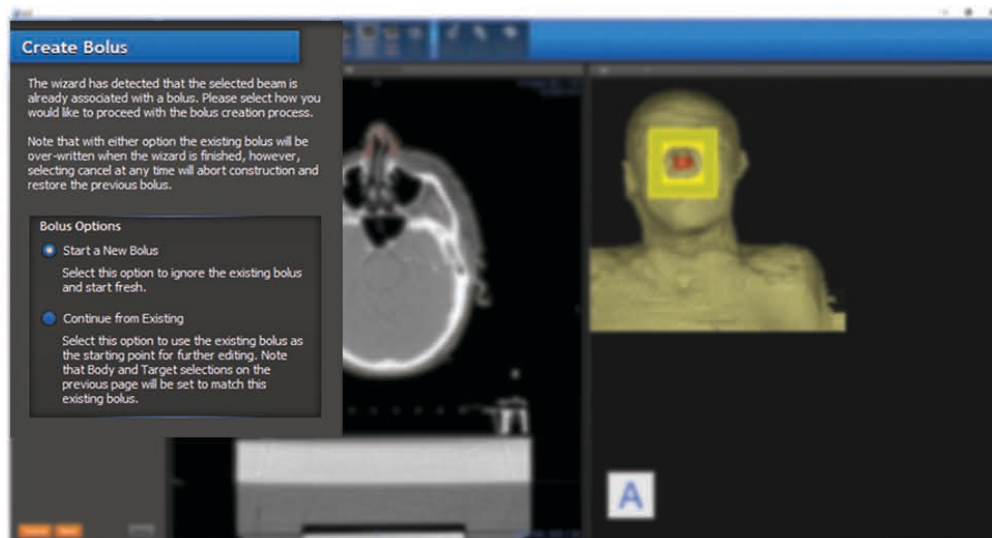 Create Bolus
The wizard has detected that the selected beam is
already associated with a bolus. Please select how you
would like to proceed with the bolus creation process.
Note that with either option the existing bolus will be
over-written when the wizard is finished, however,
selecting cancel at any time will abort construction and
restore the previous bolus.
Bolus Options
Start a New Bolus
Select this option to ignore the existing bolus
and start fresh.
Continue from Existing
Select this option to use the existing bolus as
the starting point for further editing. Note
that Body and Target selections on the
previous page will be set to match this
existing bolus.
A